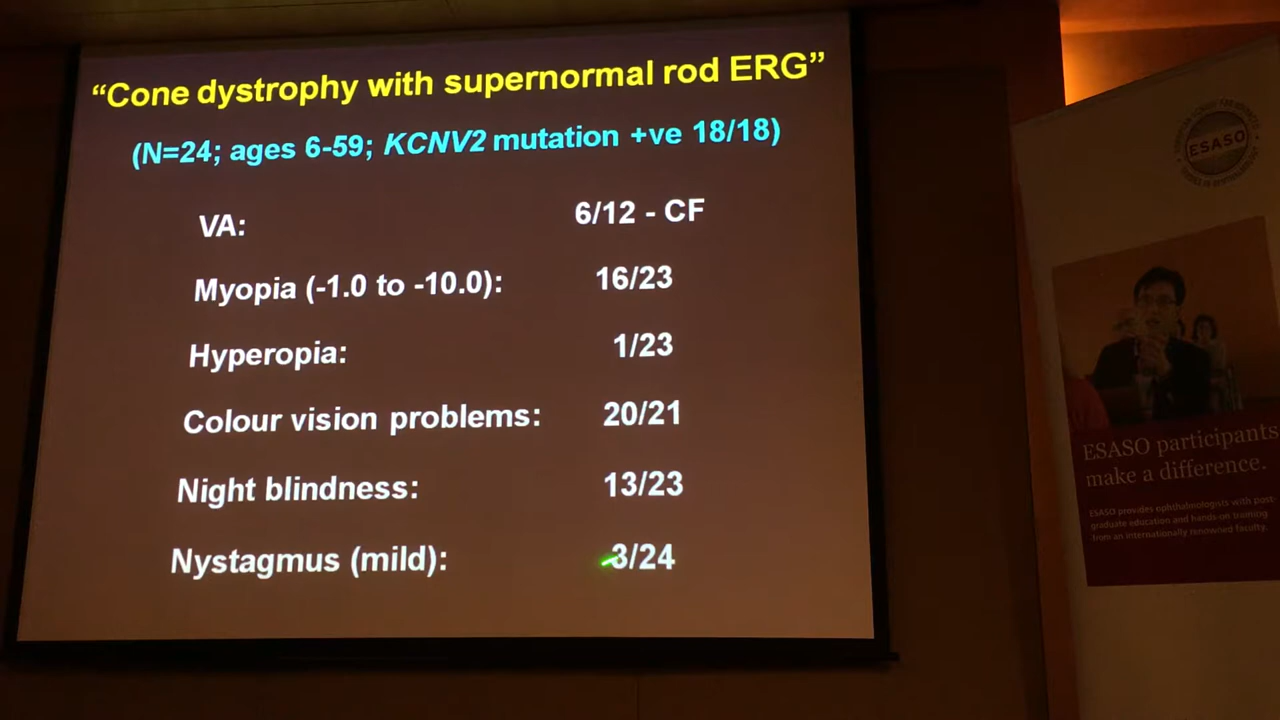 “Cone dystrophy with supernormal rod ERG”
(N=24; ages 6-59; KCNV2 mutation +ve 18/18)
VA: 6/12 - CF
Myopia (-1.0 to -10.0): 16/23
Hyperopia: 1/23
Colour vision problems: 20/21
Night blindness: 13/23
Nystagmus (mild): 3/24
ESASO
ESASO participants
make a difference.
ESASO provides ophthalmologists with post-
graduate education and hands-on training
from an internationally renowned faculty.